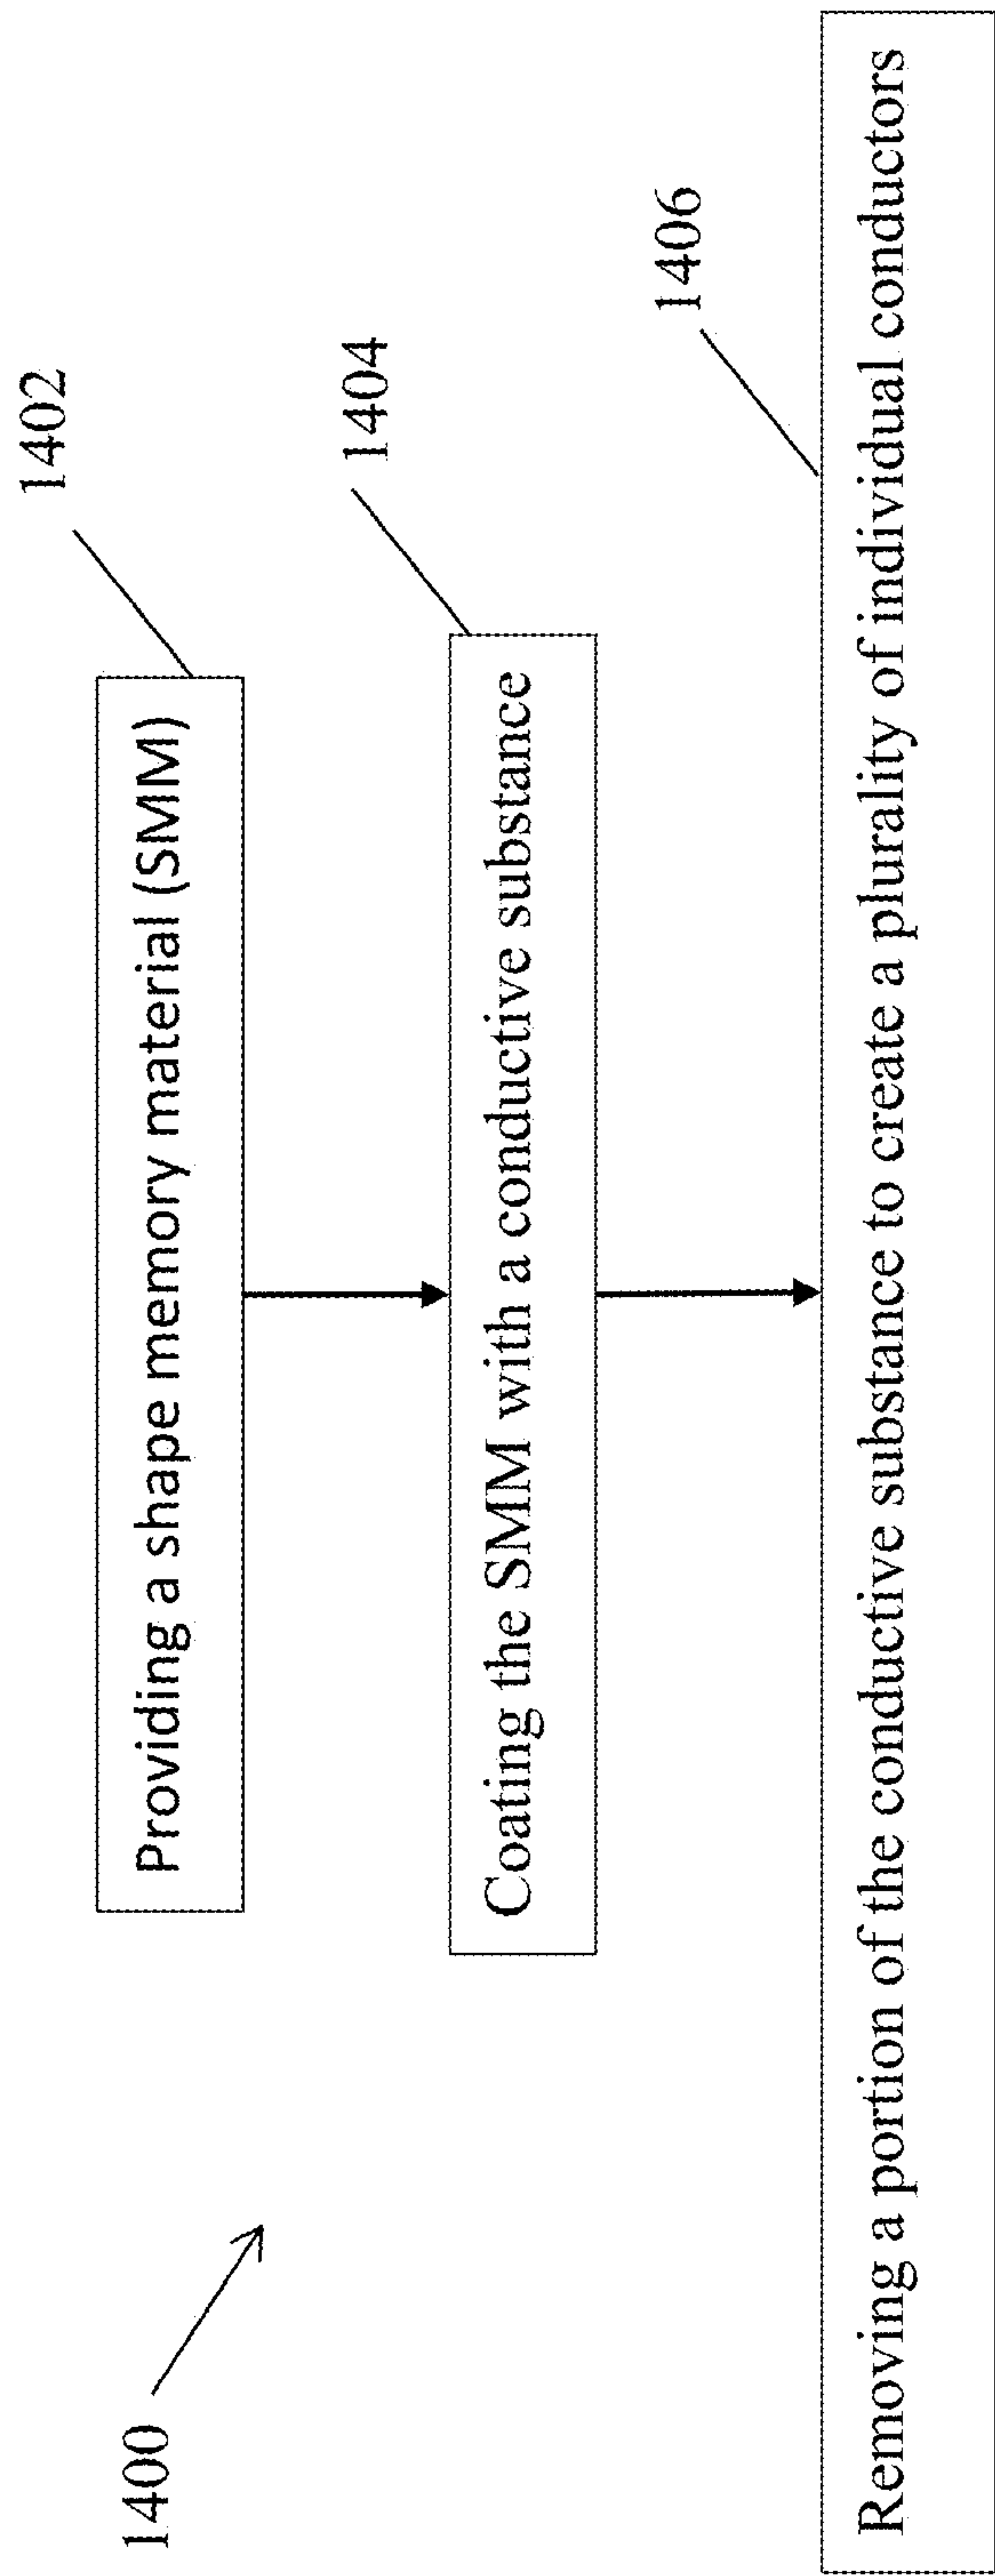 1400
1402
Providing a shape memory material (SMM)
1404
Coating the SMM with a conductive substance
1406
Removing a portion of the conductive substance to create a plurality of individual conductors